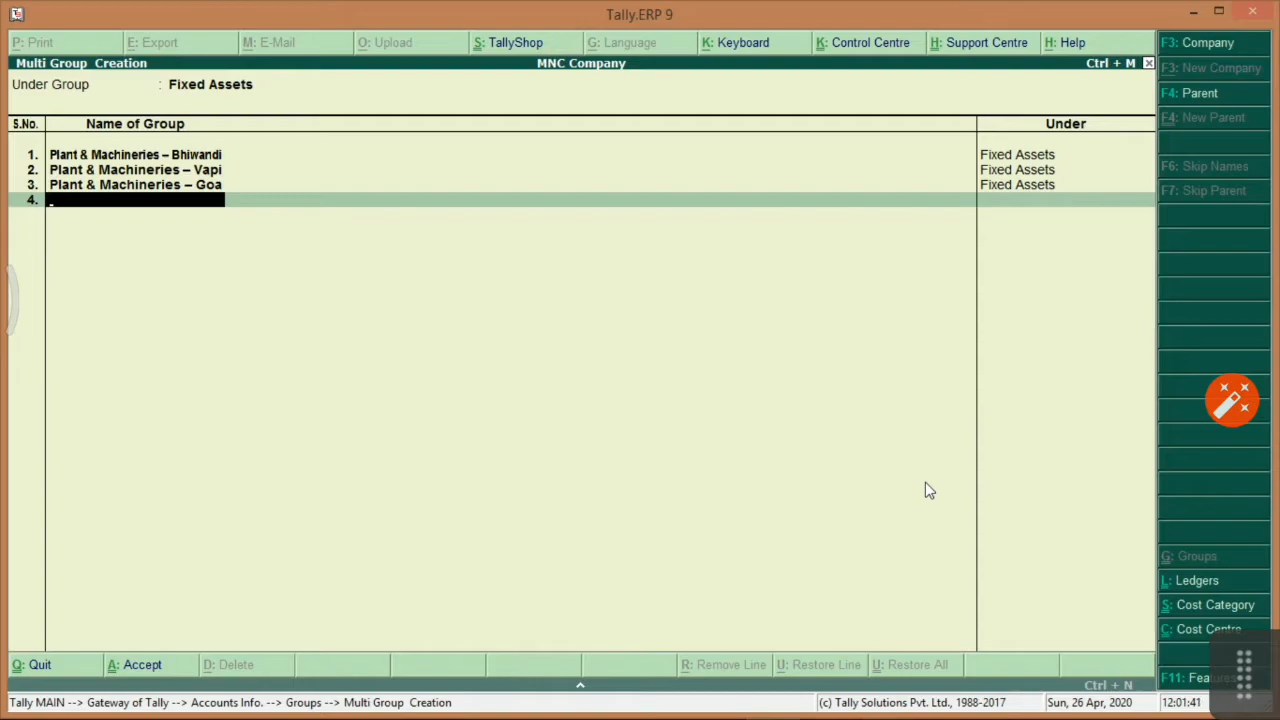 Tally.ERP 9
P: Print E: Export M: E-Mail O: Upload S: TallyShop G: Language K: Keyboard K: Control Centre H: Support Centre H: Help F3: Company
Multi Group Creation MNC Company Ctrl + M
F3: New Company
Under Group : Fixed Assets
F4: Parent
F4: New Parent
S.No. Name of Group Under
1. Plant & Machineries – Bhiwandi Fixed Assets
2. Plant & Machineries – Vapi Fixed Assets
F6: Skip Names
3. Plant & Machineries – Goa Fixed Assets
F7: Skip Parent
4.
G: Groups
L: Ledgers
S: Cost Category
C: Cost Centre
Q: Quit A: Accept D: Delete R: Remove Line U: Restore Line U: Restore All
F11: Features
Ctrl + N
Tally MAIN --> Gateway of Tally --> Accounts Info. --> Groups --> Multi Group Creation (c) Tally Solutions Pvt. Ltd., 1988-2017 Sun, 26 Apr, 2020 12:01:41